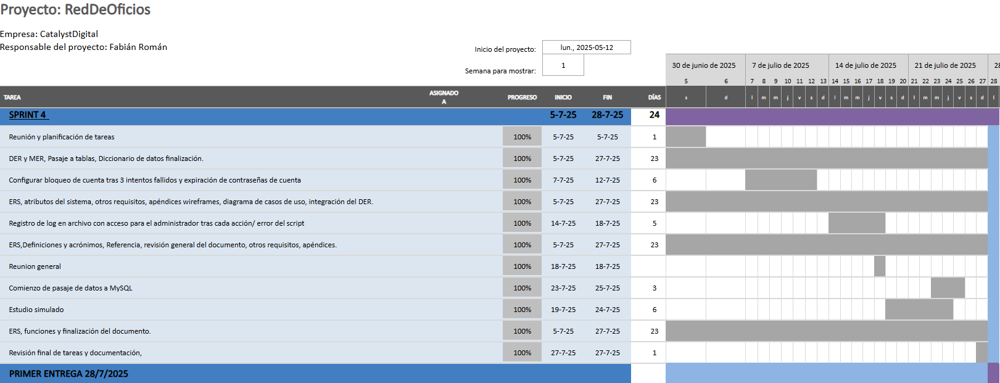 Proyecto: RedDeOficios
Empresa: CatalystDigital
Responsable del proyecto: Fabián Román
Inicio del proyecto: lun., 2025-05-12
Semana para mostrar: 1
30 de junio de 2025 7 de julio de 2025 14 de julio de 2025 21 de julio de 2025 28
5 6 7 8 9 10 11 12 13 14 15 16 17 18 19 20 21 22 23 24 25 26 27 28
TAREA ASIGNADO A PROGRESO INICIO FIN DÍAS s d l m m j v s d l m m j v s d l m m j v s d l
SPRINT 4 5-7-25 28-7-25 24
Reunión y planificación de tareas 100% 5-7-25 5-7-25 1
DER y MER, Pasaje a tablas, Diccionario de datos finalización. 100% 5-7-25 27-7-25 23
Configurar bloqueo de cuenta tras 3 intentos fallidos y expiración de contraseñas de cuenta 100% 7-7-25 12-7-25 6
ERS, atributos del sistema, otros requisitos, apéndices wireframes, diagrama de casos de uso, integración del DER. 100% 5-7-25 27-7-25 23
Registro de log en archivo con acceso para el administrador tras cada acción/ error del script 100% 14-7-25 18-7-25 5
ERS,Definiciones y acrónimos, Referencia, revisión general del documento, otros requisitos, apéndices. 100% 5-7-25 27-7-25 23
Reunion general 100% 18-7-25 18-7-25
Comienzo de pasaje de datos a MySQL 100% 23-7-25 25-7-25 3
Estudio simulado 100% 19-7-25 24-7-25 6
ERS, funciones y finalización del documento. 100% 5-7-25 27-7-25 23
Revisión final de tareas y documentación, 100% 27-7-25 27-7-25 1
PRIMER ENTREGA 28/7/2025